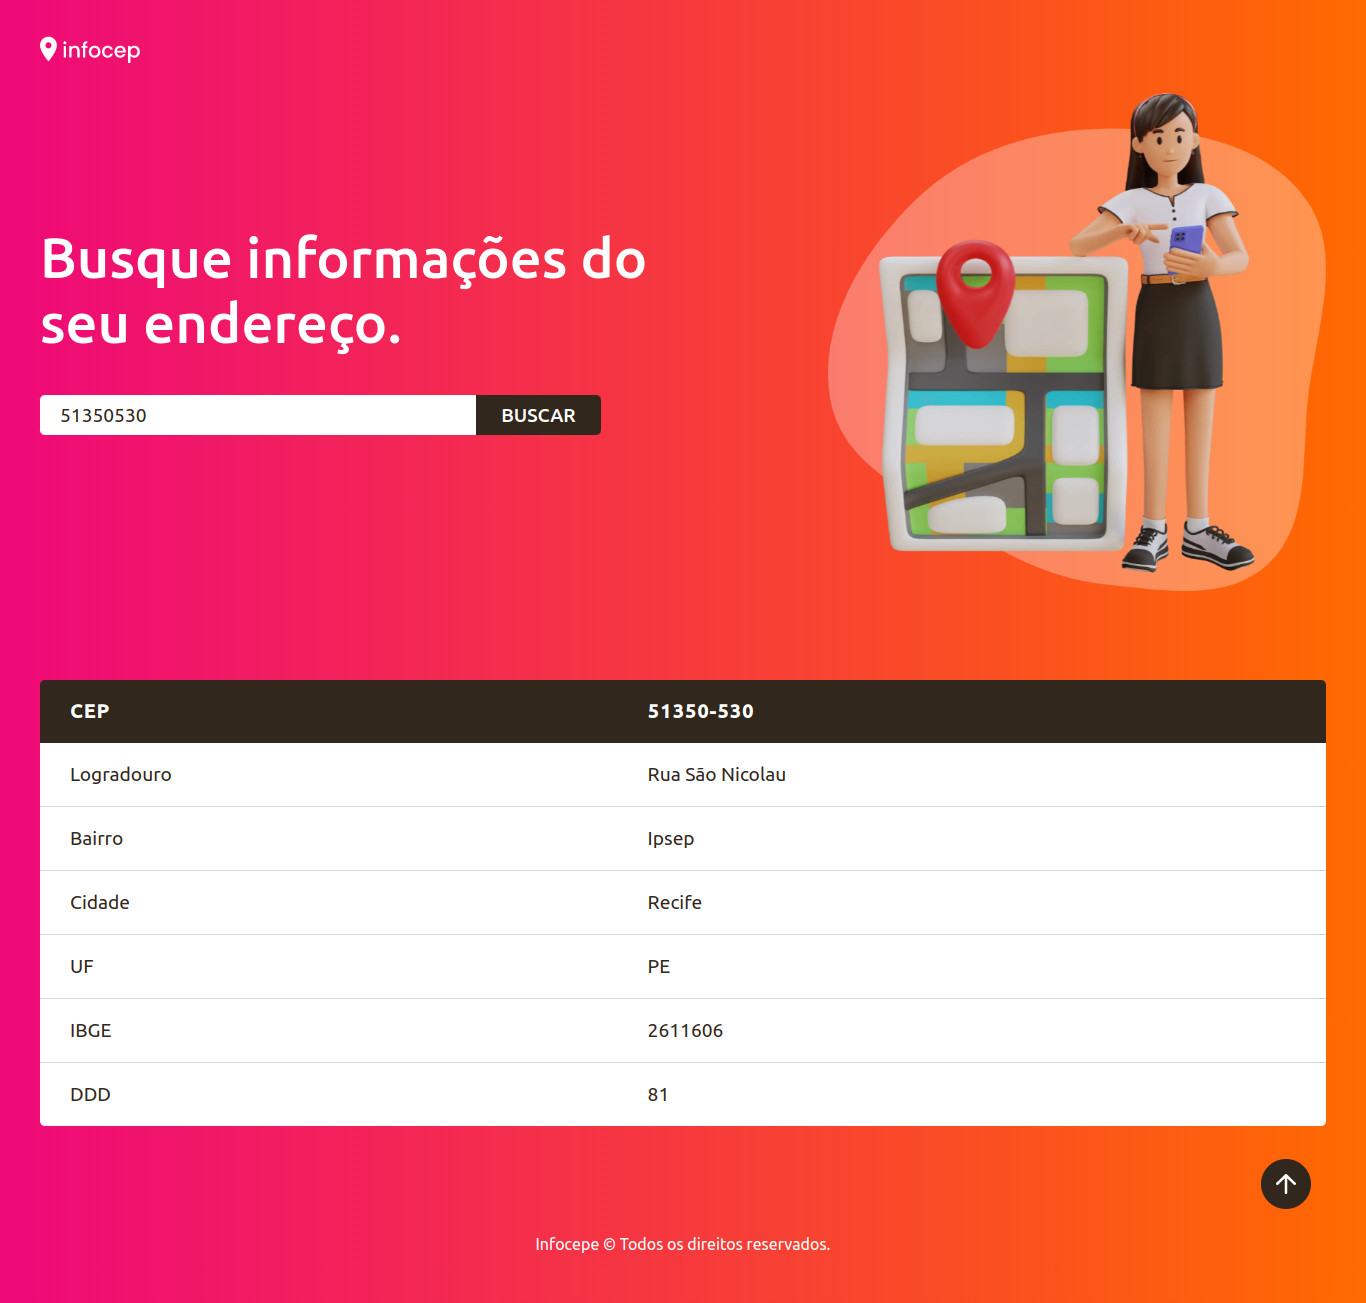 infocep
Busque informações do
seu endereço.
51350530 BUSCAR
CEP 51350-530
Logradouro Rua São Nicolau
Bairro Ipsep
Cidade Recife
UF PE
IBGE 2611606
DDD 81
Infocepe © Todos os direitos reservados.